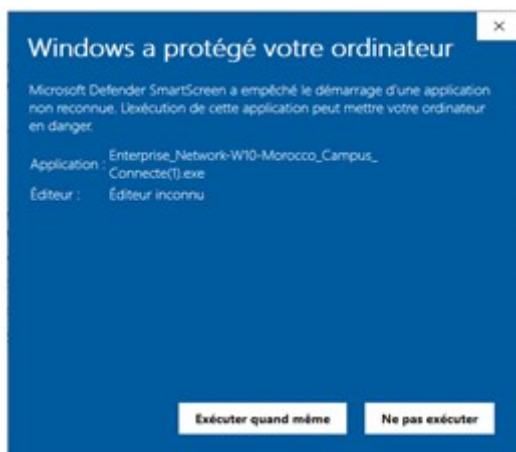 Windows a protégé votre ordinateur
Microsoft Defender SmartScreen a empêché le démarrage d'une application
non reconnue. L'exécution de cette application peut mettre votre ordinateur
en danger.
Application : Enterprise_Network-W10-Morocco_Campus_
Connecte(1).exe
Éditeur : Éditeur inconnu
Exécuter quand même Ne pas exécuter